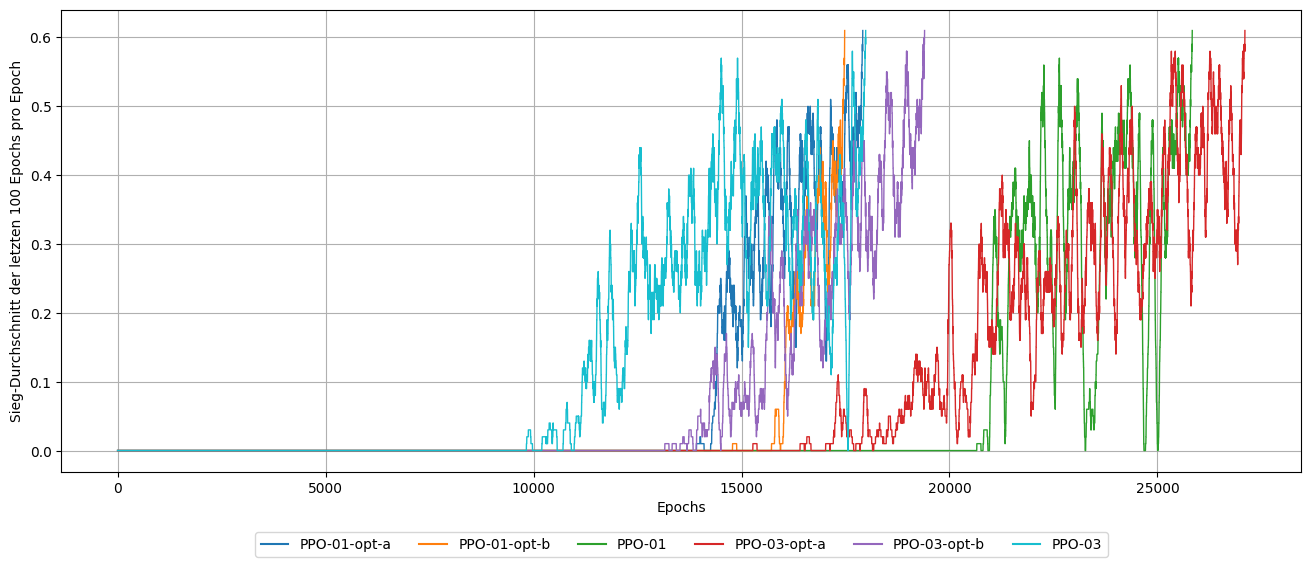 Sieg-Durchschnitt der letzten 100 Epochs pro Epoch
0.6
0.5
0.4
0.3
0.2
0.1
0.0
0 5000 10000 15000 20000 25000
Epochs
PPO-01-opt-a PPO-01-opt-b PPO-01 PPO-03-opt-a PPO-03-opt-b PPO-03